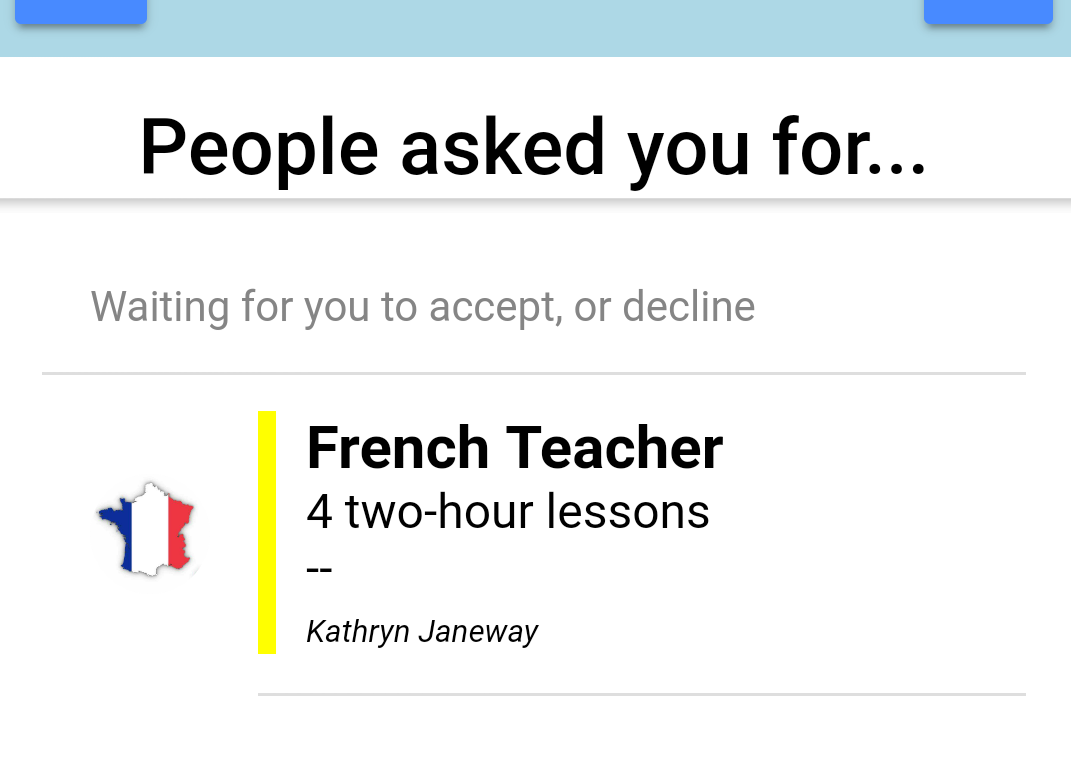 People asked you for...
Waiting for you to accept, or decline
French Teacher
4 two-hour lessons
--
Kathryn Janeway